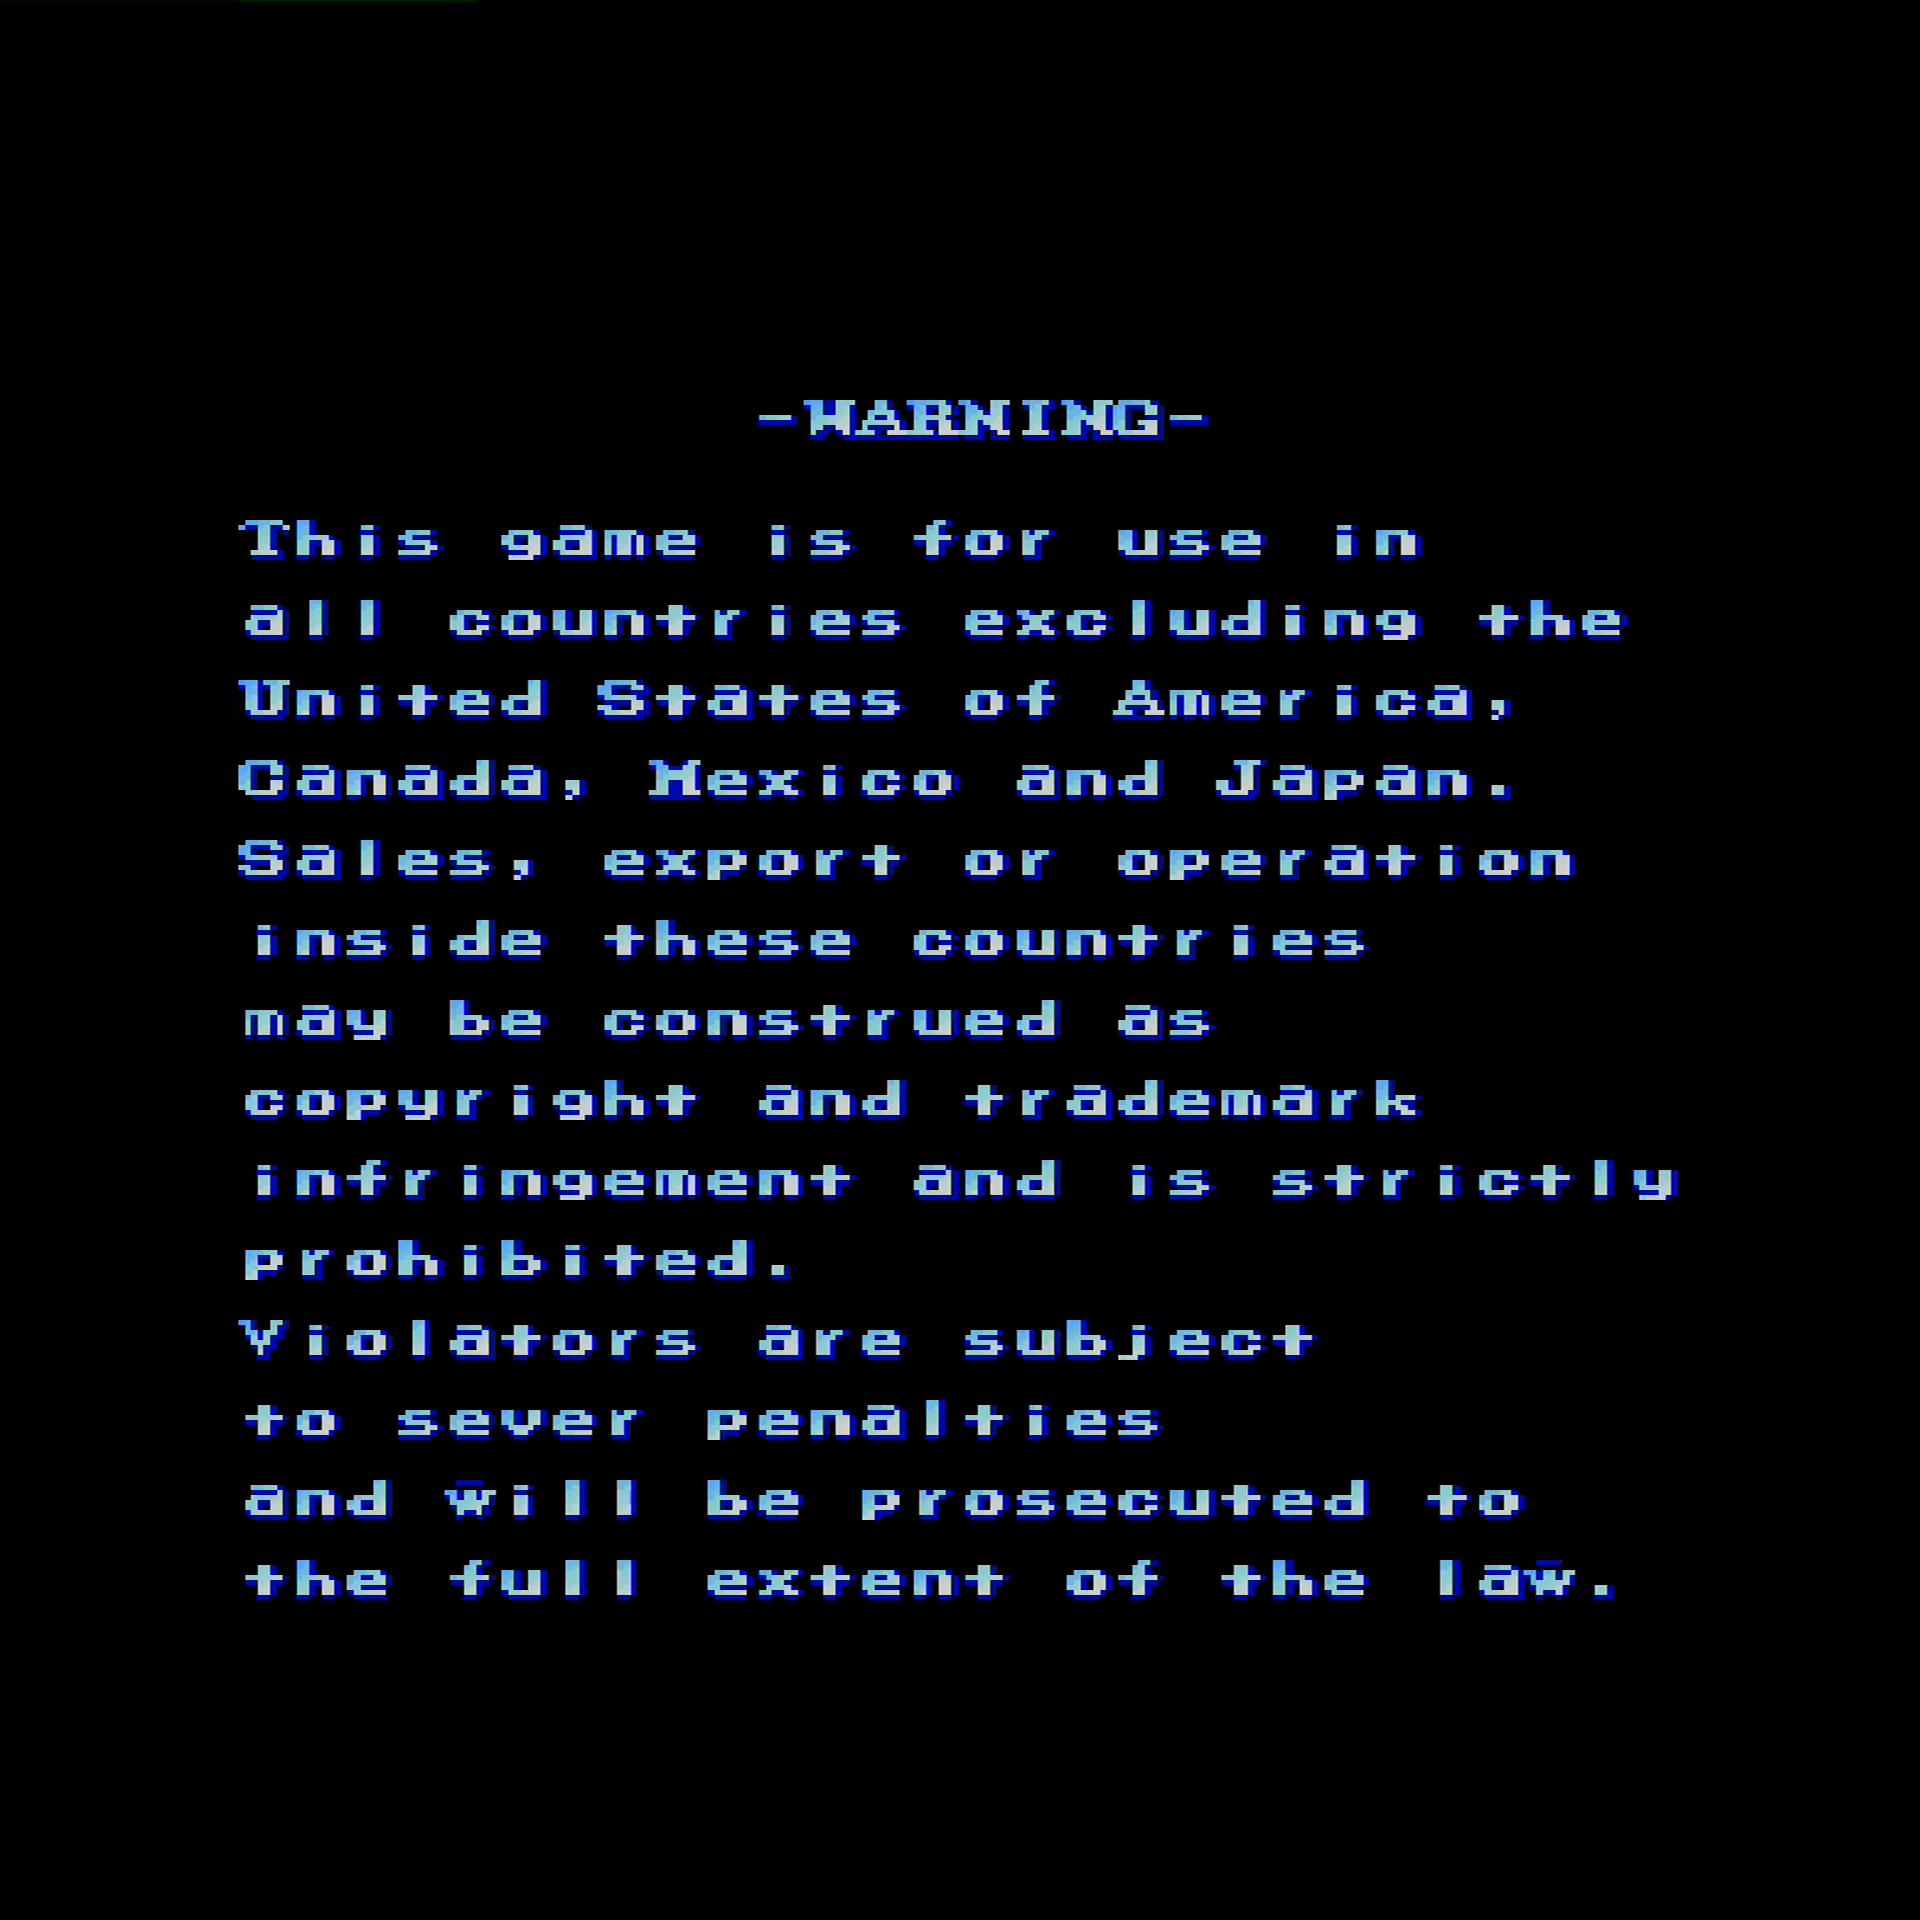 -WARNING-
This game is for use in
all countries excluding the
United States of America,
Canada, Mexico and Japan.
Sales, export or operation
inside these countries
may be construed as
copyright and trademark
infringement and is strictly
prohibited.
Violators are subject
to sever penalties
and will be prosecuted to
the full extent of the law.